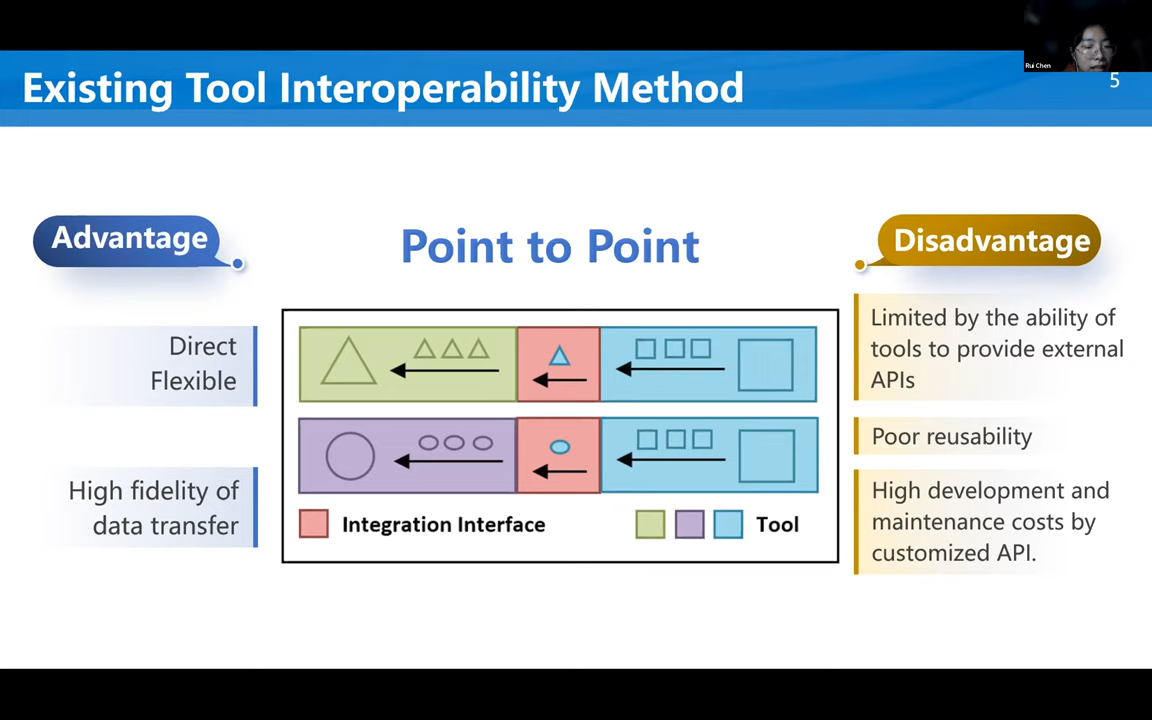 Rui Chen
Existing Tool Interoperability Method
5
Advantage
Point to Point
Disadvantage
Direct
Flexible
High fidelity of
data transfer
Integration Interface
Tool
Limited by the ability of
tools to provide external
APIs
Poor reusability
High development and
maintenance costs by
customized API.